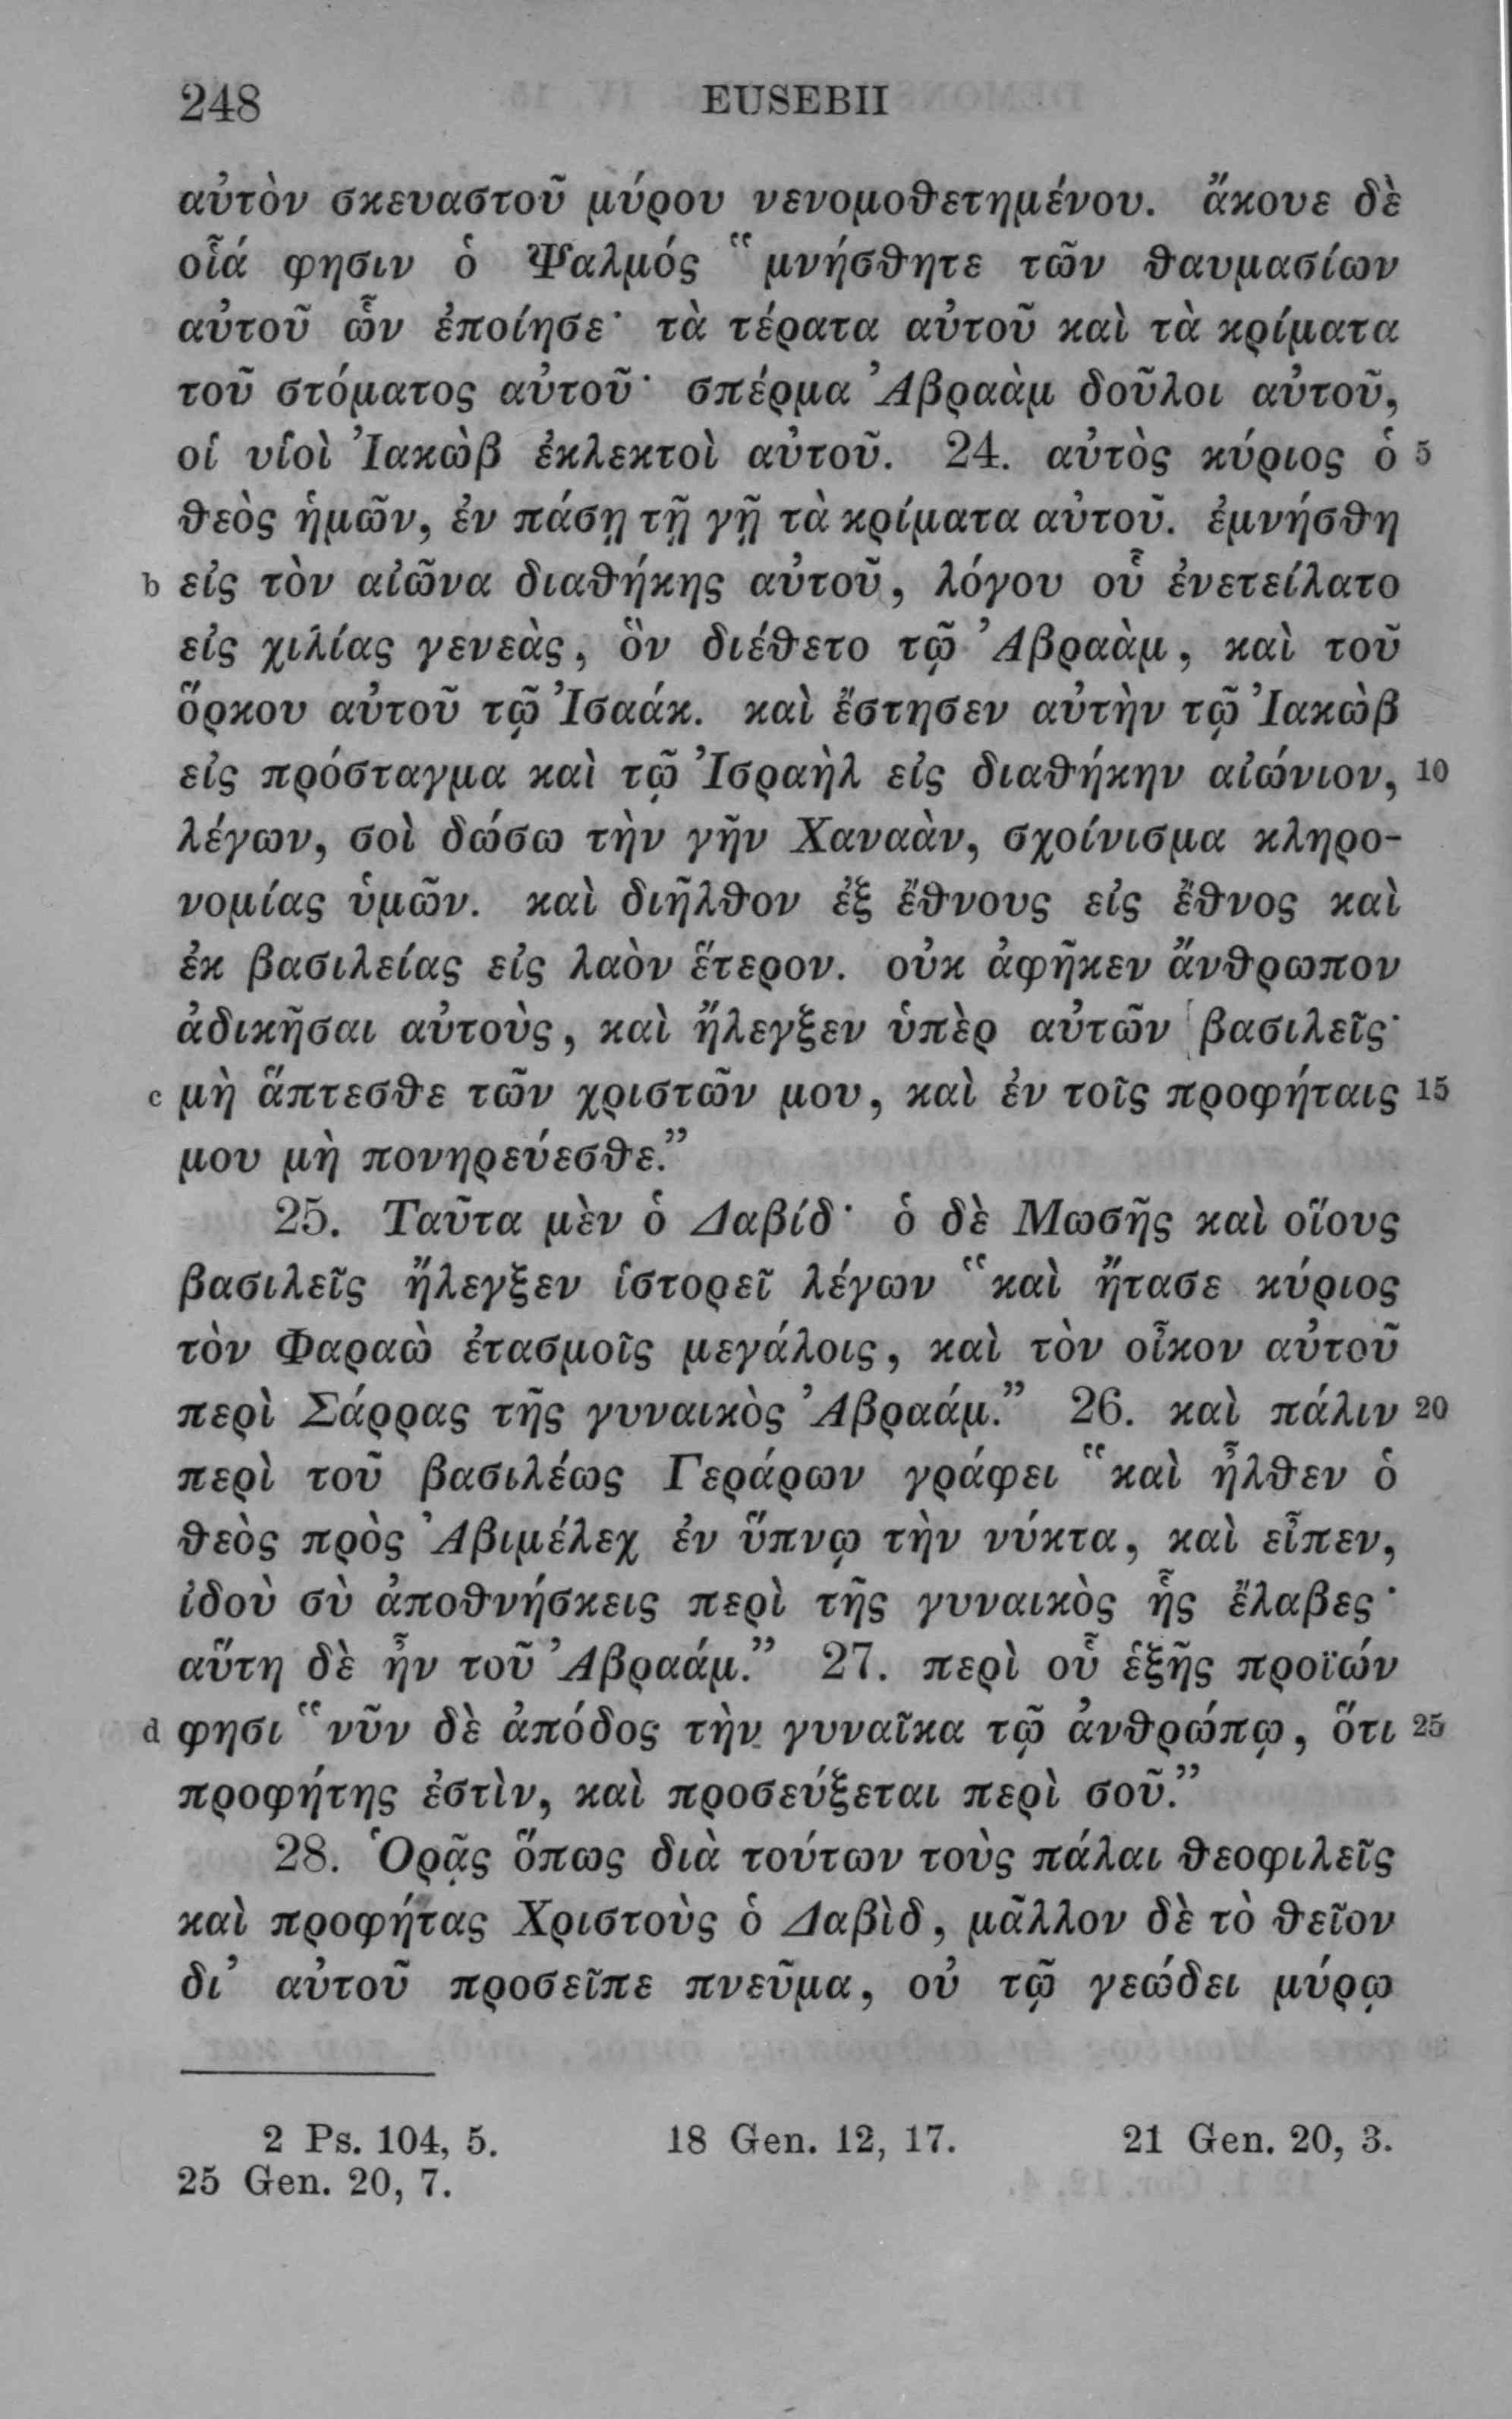 248 EUSEBII
αὐτὸν σκευαστοῦ μύρου νενομοθετημένου. ἄκουε δὲ
οἷά φησιν ὁ Ψαλμός “μνήσθητε τῶν θαυμασίων
αὐτοῦ ὧν ἐποίησε· τὰ τέρατα αὐτοῦ καὶ τὰ κρίματα
τοῦ στόματος αὐτοῦ· σπέρμα Ἀβραὰμ δοῦλοι αὐτοῦ,
οἱ υἱοὶ Ἰακὼβ ἐκλεκτοὶ αὐτοῦ. 24. αὐτὸς κύριος ὁ 5
θεὸς ἡμῶν, ἐν πάσῃ τῇ γῇ τὰ κρίματα αὐτοῦ. ἐμνήσθη
b εἰς τὸν αἰῶνα διαθήκης αὐτοῦ, λόγου οὗ ἐνετείλατο
εἰς χιλίας γενεὰς, ὃν διέθετο τῷ Ἀβραὰμ, καὶ τοῦ
ὅρκου αὐτοῦ τῷ Ἰσαάκ. καὶ ἔστησεν αὐτὴν τῷ Ἰακὼβ
εἰς πρόσταγμα καὶ τῷ Ἰσραὴλ εἰς διαθήκην αἰώνιον, 10
λέγων, σοὶ δώσω τὴν γῆν Χαναὰν, σχοίνισμα κληρο-
νομίας ὑμῶν. καὶ διῆλθον ἐξ ἔθνους εἰς ἔθνος καὶ
ἐκ βασιλείας εἰς λαὸν ἕτερον. οὐκ ἀφῆκεν ἄνθρωπον
ἀδικῆσαι αὐτοὺς, καὶ ἤλεγξεν ὑπὲρ αὐτῶν βασιλεῖς·
c μὴ ἅπτεσθε τῶν χριστῶν μου, καὶ ἐν τοῖς προφήταις 15
μου μὴ πονηρεύεσθε.”
25. Ταῦτα μὲν ὁ Δαβίδ· ὁ δὲ Μωσῆς καὶ οἵους
βασιλεῖς ἤλεγξεν ἱστορεῖ λέγων “καὶ ἤτασε κύριος
τὸν Φαραὼ ἐτασμοῖς μεγάλοις, καὶ τὸν οἶκον αὐτοῦ
περὶ Σάρρας τῆς γυναικὸς Ἀβραάμ.” 26. καὶ πάλιν 20
περὶ τοῦ βασιλέως Γεράρων γράφει “καὶ ἦλθεν ὁ
θεὸς πρὸς Ἀβιμέλεχ ἐν ὕπνῳ τὴν νύκτα, καὶ εἶπεν,
ἰδοὺ σὺ ἀποθνήσκεις περὶ τῆς γυναικὸς ἧς ἔλαβες·
αὕτη δὲ ἦν τοῦ Ἀβραάμ.” 27. περὶ οὗ ἑξῆς προϊών
d φησι “νῦν δὲ ἀπόδος τὴν γυναῖκα τῷ ἀνθρώπῳ, ὅτι 25
προφήτης ἐστὶν, καὶ προσεύξεται περὶ σοῦ.”
28. Ὁρᾷς ὅπως διὰ τούτων τοὺς πάλαι θεοφιλεῖς
καὶ προφήτας Χριστοὺς ὁ Δαβὶδ, μᾶλλον δὲ τὸ θεῖον
δι’ αὐτοῦ προσεῖπε πνεῦμα, οὐ τῷ γεώδει μύρῳ
2 Ps. 104, 5. 18 Gen. 12, 17. 21 Gen. 20, 3.
25 Gen. 20, 7.